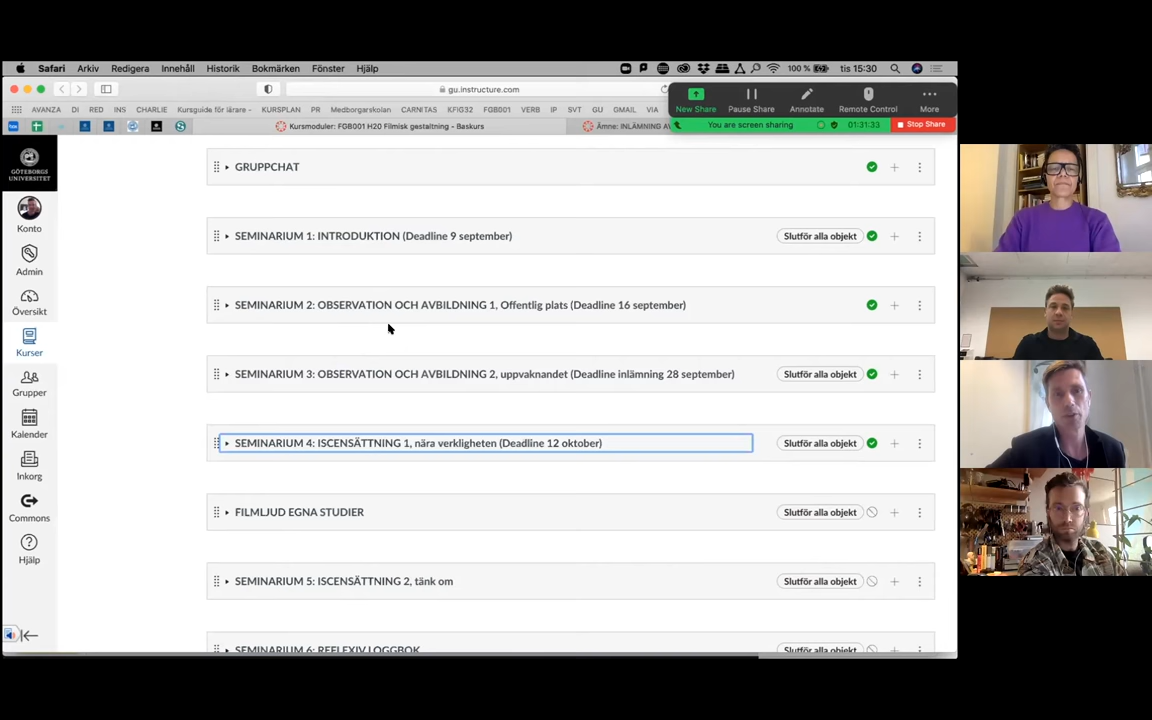 Safari Arkiv Redigera Innehåll Historik Bokmärken Fönster Hjälp 100 % tis 15:30
gu.instructure.com
AVANZA DI RED INS CHARLIE Kursguide för lärare KURSPLAN PR Medborgarskolan CARNITAS KFIG32 FGB001 VERB IP SVT GU GMAIL VIA
Kursmoduler: FGB001 H20 Filmisk gestaltning - Baskurs
Ämne: INLÄMNING AV
New Share Pause Share Annotate Remote Control More
You are screen sharing 01:31:33 Stop Share
GÖTEBORGS
UNIVERSITET
Konto
Admin
Översikt
Kurser
Grupper
Kalender
Inkorg
Commons
Hjälp
GRUPPCHAT
SEMINARIUM 1: INTRODUKTION (Deadline 9 september) Slutför alla objekt
SEMINARIUM 2: OBSERVATION OCH AVBILDNING 1, Offentlig plats (Deadline 16 september)
SEMINARIUM 3: OBSERVATION OCH AVBILDNING 2, uppvaknandet (Deadline inlämning 28 september) Slutför alla objekt
SEMINARIUM 4: ISCENSÄTTNING 1, nära verkligheten (Deadline 12 oktober) Slutför alla objekt
FILMLJUD EGNA STUDIER Slutför alla objekt
SEMINARIUM 5: ISCENSÄTTNING 2, tänk om Slutför alla objekt
SEMINARIUM 6: REFLEXIV LOGGBOK Slutför alla objekt